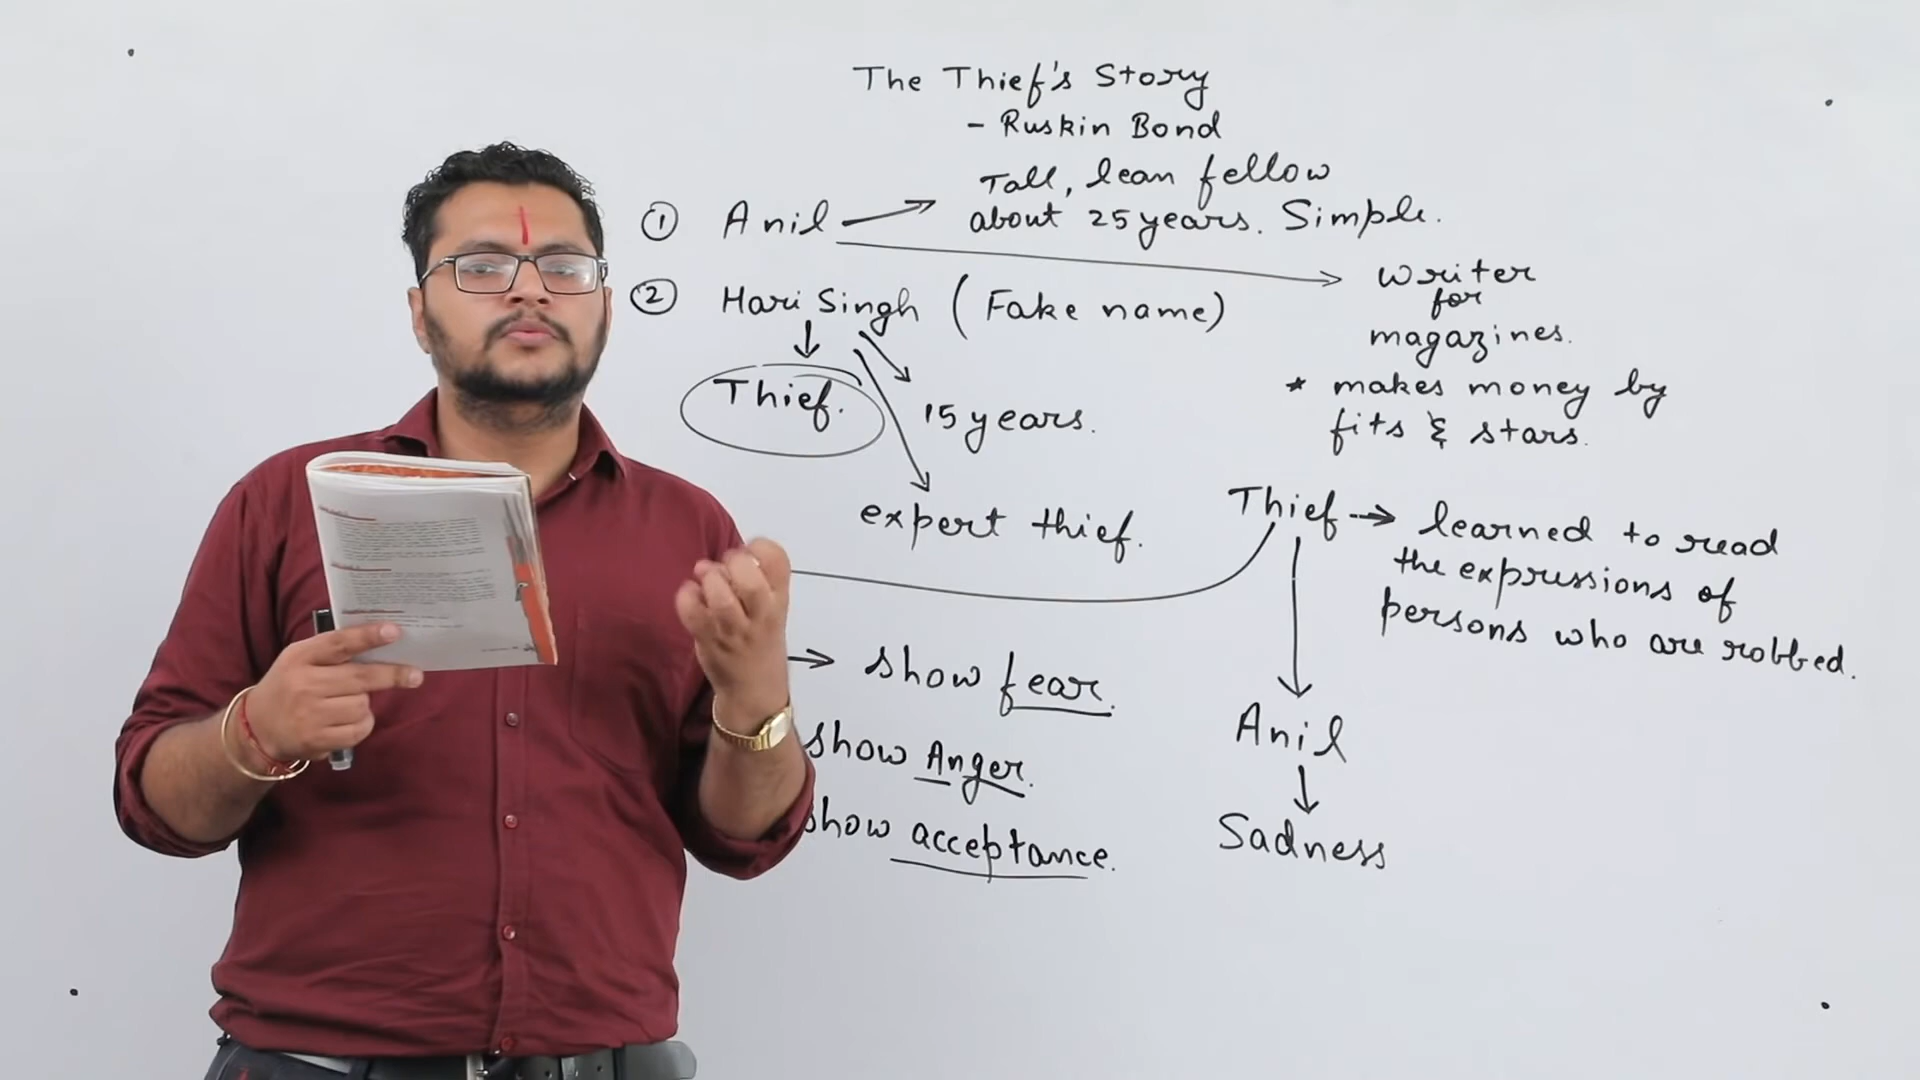 The Thief's Story
- Ruskin Bond
① Anil
Tall, lean fellow
about 25 years. Simple.
writer
for
magazines.
* makes money by
fits & stars.
② Hari Singh (Fake name)
Thief.
15 years.
expert thief.
Thief → learned to read
the expressions of
persons who are robbed.
show fear.
show Anger.
show acceptance.
Anil
Sadness